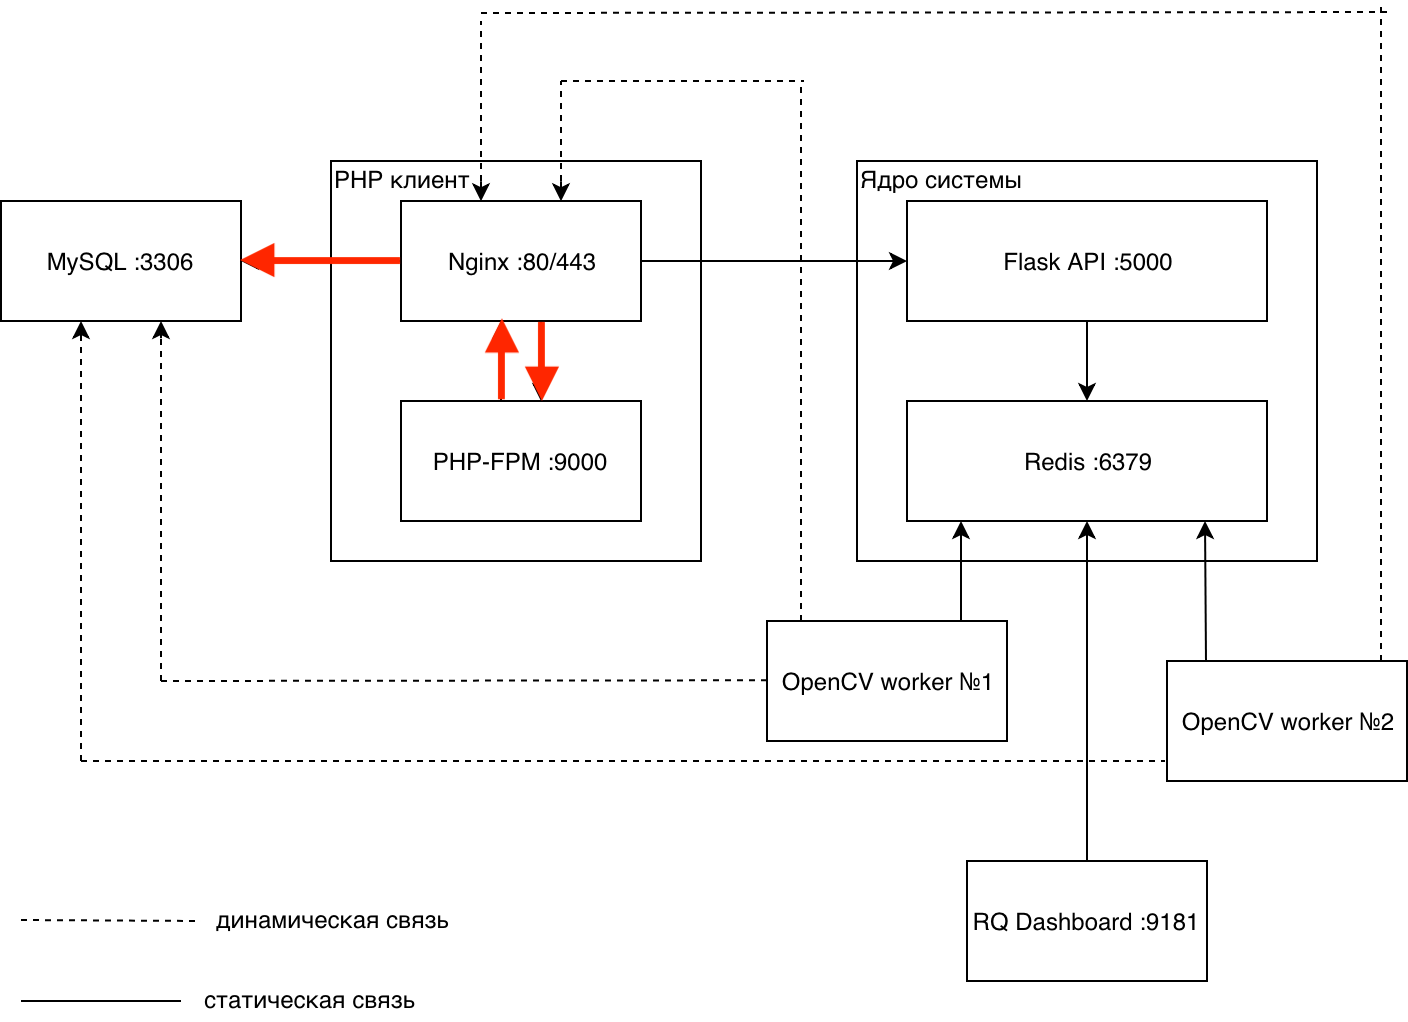 PHP клиент
Ядро системы
MySQL :3306
Nginx :80/443
Flask API :5000
PHP-FPM :9000
Redis :6379
OpenCV worker №1
OpenCV worker №2
RQ Dashboard :9181
динамическая связь
статическая связь